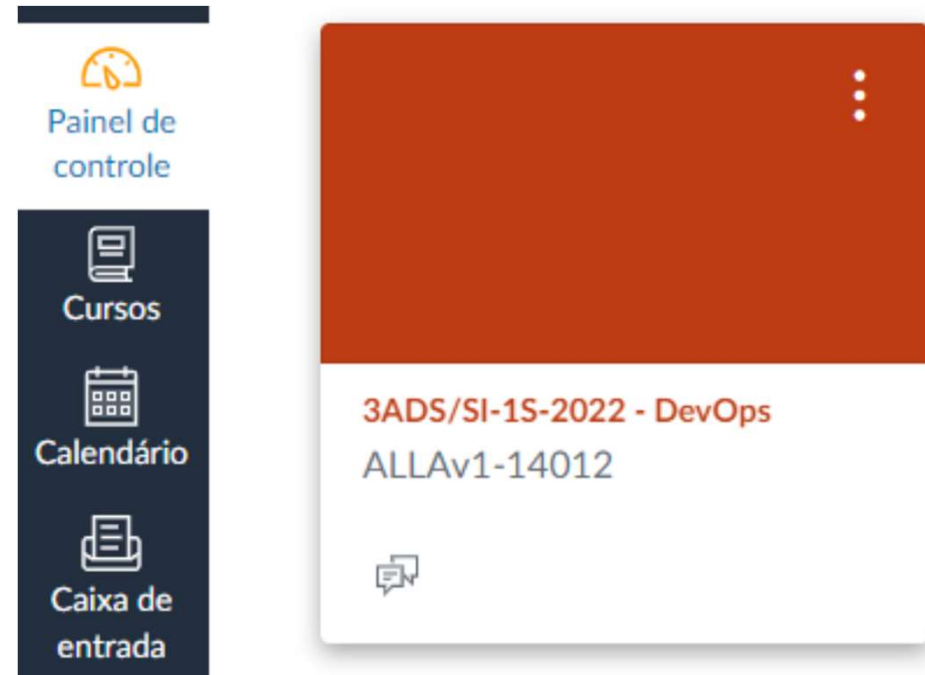 Painel de
controle
Cursos
Calendário
Caixa de
entrada
3ADS/SI-1S-2022 - DevOps
ALLAv1-14012